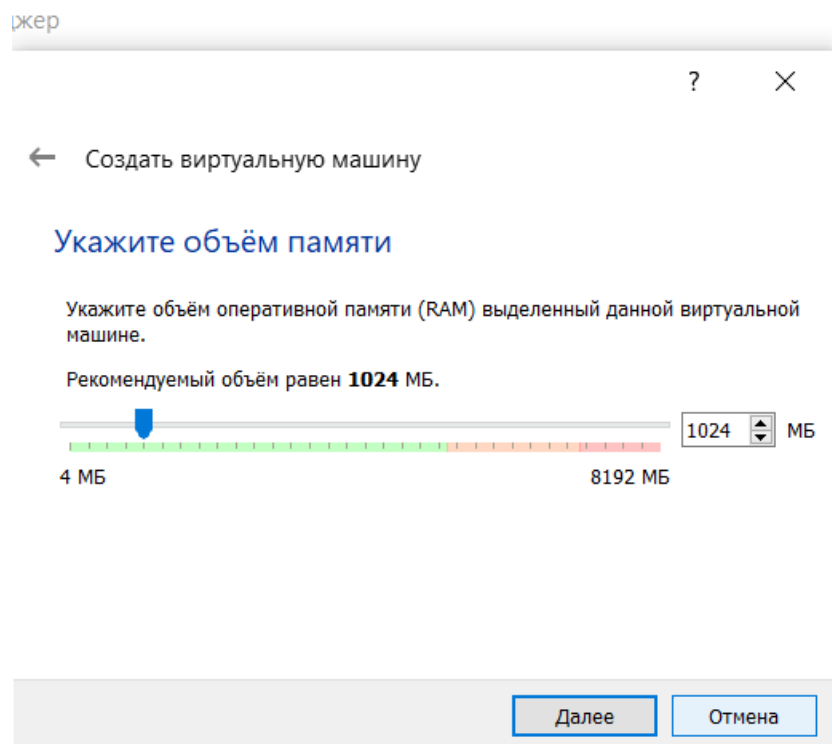 джер
?
Создать виртуальную машину
Укажите объём памяти
Укажите объём оперативной памяти (RAM) выделенный данной виртуальной
машине.
Рекомендуемый объём равен 1024 МБ.
1024 МБ
4 МБ 8192 МБ
Далее Отмена